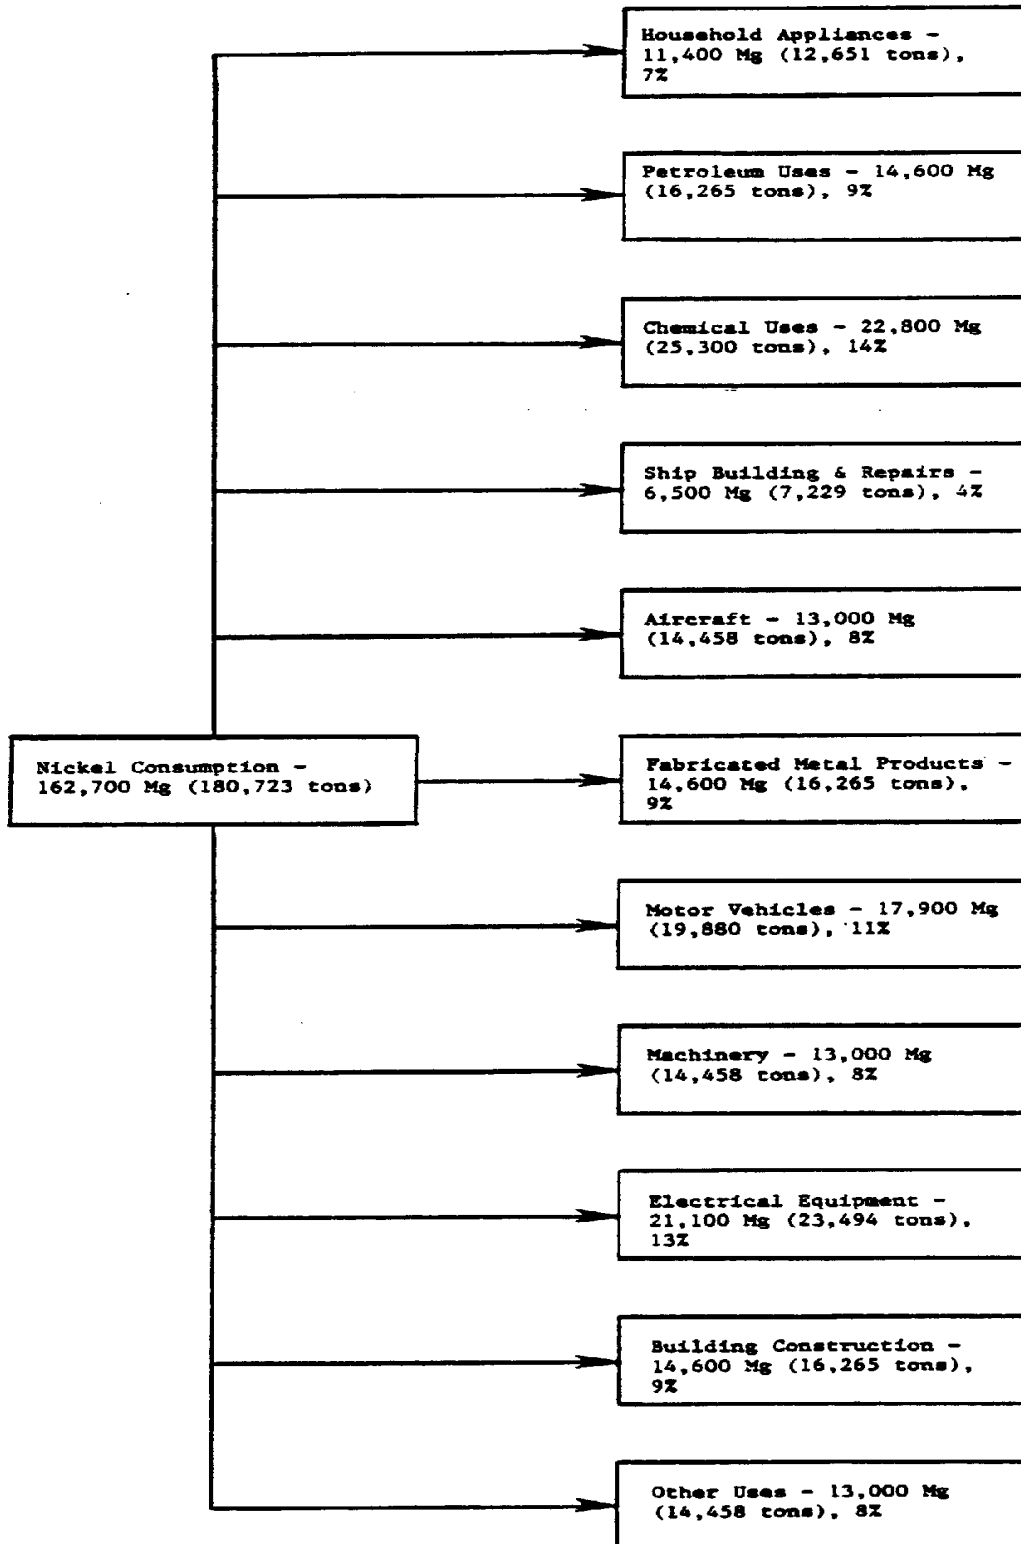 Household Appliances -
11,400 Mg (12,651 tons),
7%
Petroleum Uses - 14,600 Mg
(16,265 tons), 9%
Chemical Uses - 22,800 Mg
(25,300 tons), 14%
Ship Building & Repairs -
6,500 Mg (7,229 tons), 4%
Aircraft - 13,000 Mg
(14,458 tons), 8%
Nickel Consumption -
162,700 Mg (180,723 tons)
Fabricated Metal Products -
14,600 Mg (16,265 tons),
9%
Motor Vehicles - 17,900 Mg
(19,880 tons), 11%
Machinery - 13,000 Mg
(14,458 tons), 8%
Electrical Equipment -
21,100 Mg (23,494 tons),
13%
Building Construction -
14,600 Mg (16,265 tons),
9%
Other Uses - 13,000 Mg
(14,458 tons), 8%